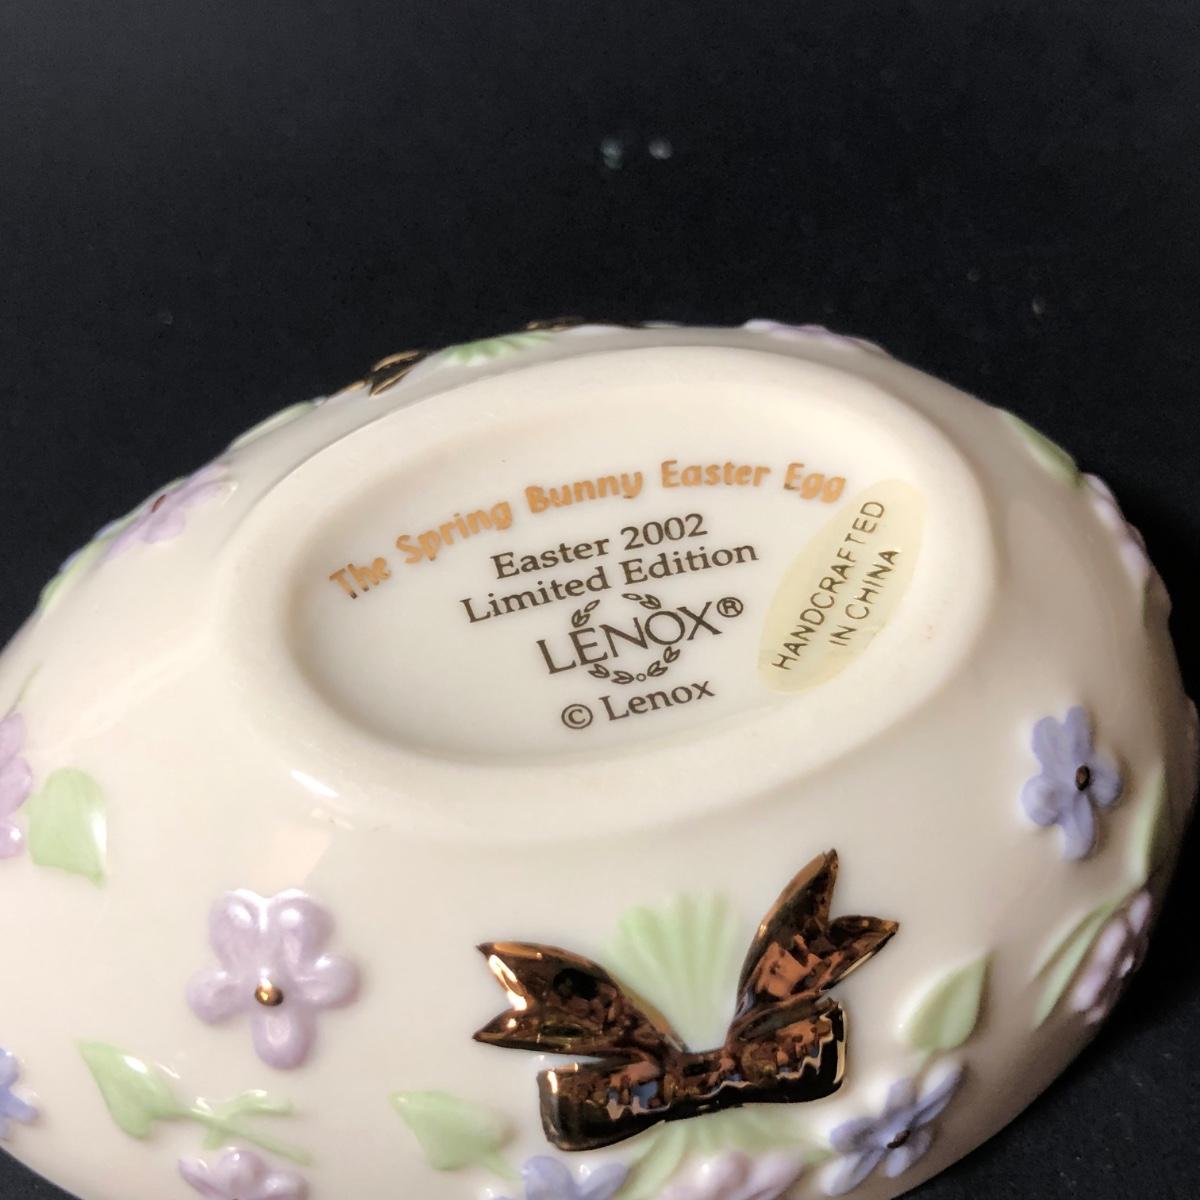 The Spring Bunny Easter Egg
Easter 2002
Limited Edition
LENOX®
© Lenox
HANDCRAFTED
IN CHINA